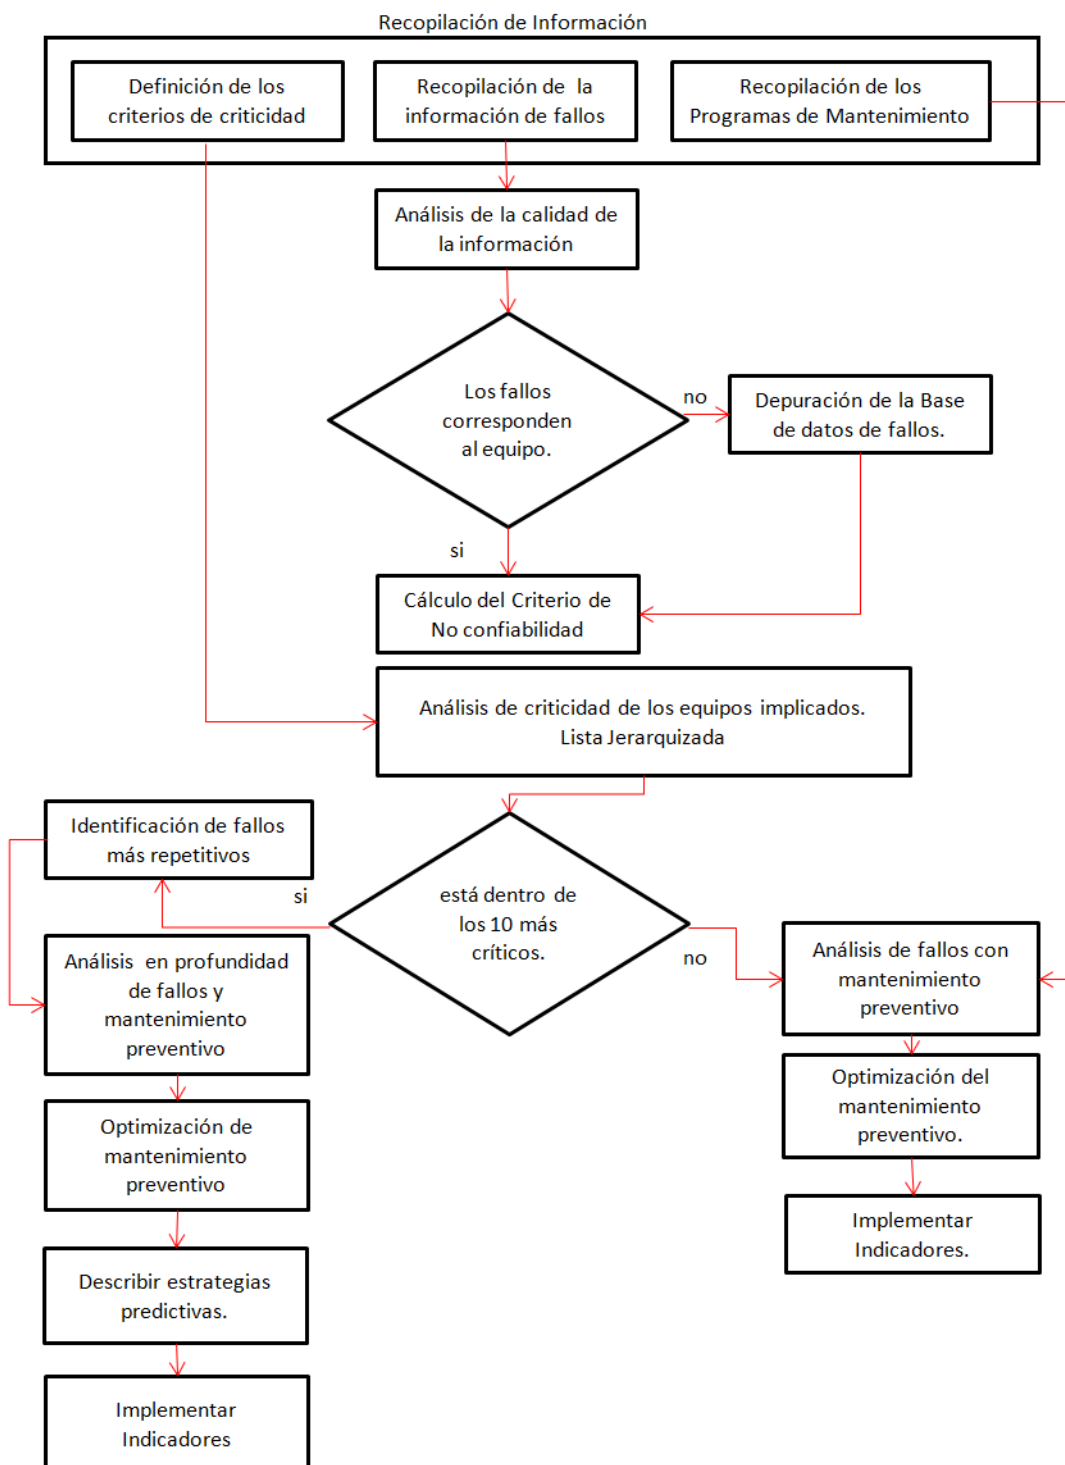 Recopilación de Información
Definición de los
criterios de criticidad
Recopilación de la
información de fallos
Recopilación de los
Programas de Mantenimiento
Análisis de la calidad de
la información
Los fallos
corresponden
al equipo.
no
Depuración de la Base
de datos de fallos.
si
Cálculo del Criterio de
No confiabilidad
Análisis de criticidad de los equipos implicados.
Lista Jerarquizada
Identificación de fallos
más repetitivos
si
está dentro de
los 10 más
críticos.
no
Análisis en profundidad
de fallos y
mantenimiento
preventivo
Análisis de fallos con
mantenimiento
preventivo
Optimización de
mantenimiento
preventivo
Optimización del
mantenimiento
preventivo.
Describir estrategias
predictivas.
Implementar
Indicadores.
Implementar
Indicadores